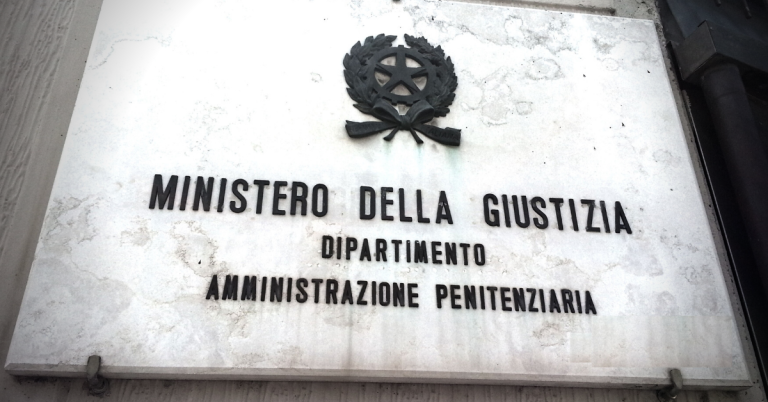 MINISTERO DELLA GIUSTIZIA
DIPARTIMENTO
AMMINISTRAZIONE PENITENZIARIA